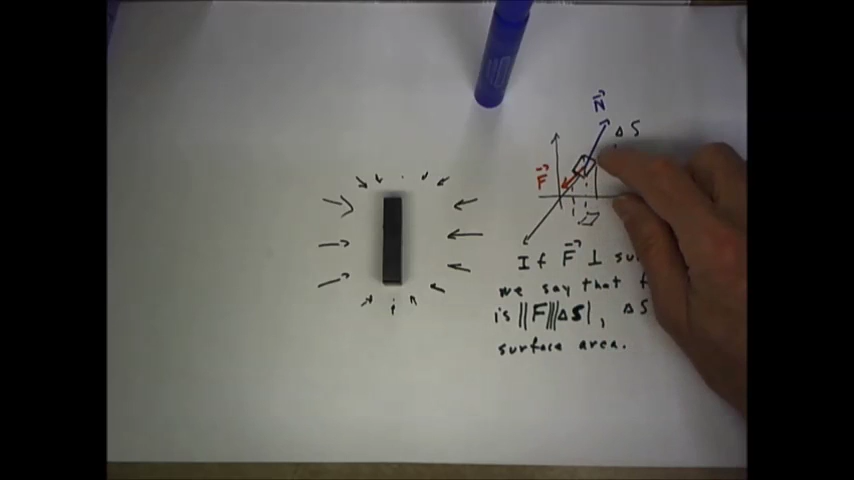 N⃗
ΔS
F⃗
If F⃗ ⊥
we say that
is ||F|||ΔS|, ΔS
surface area.